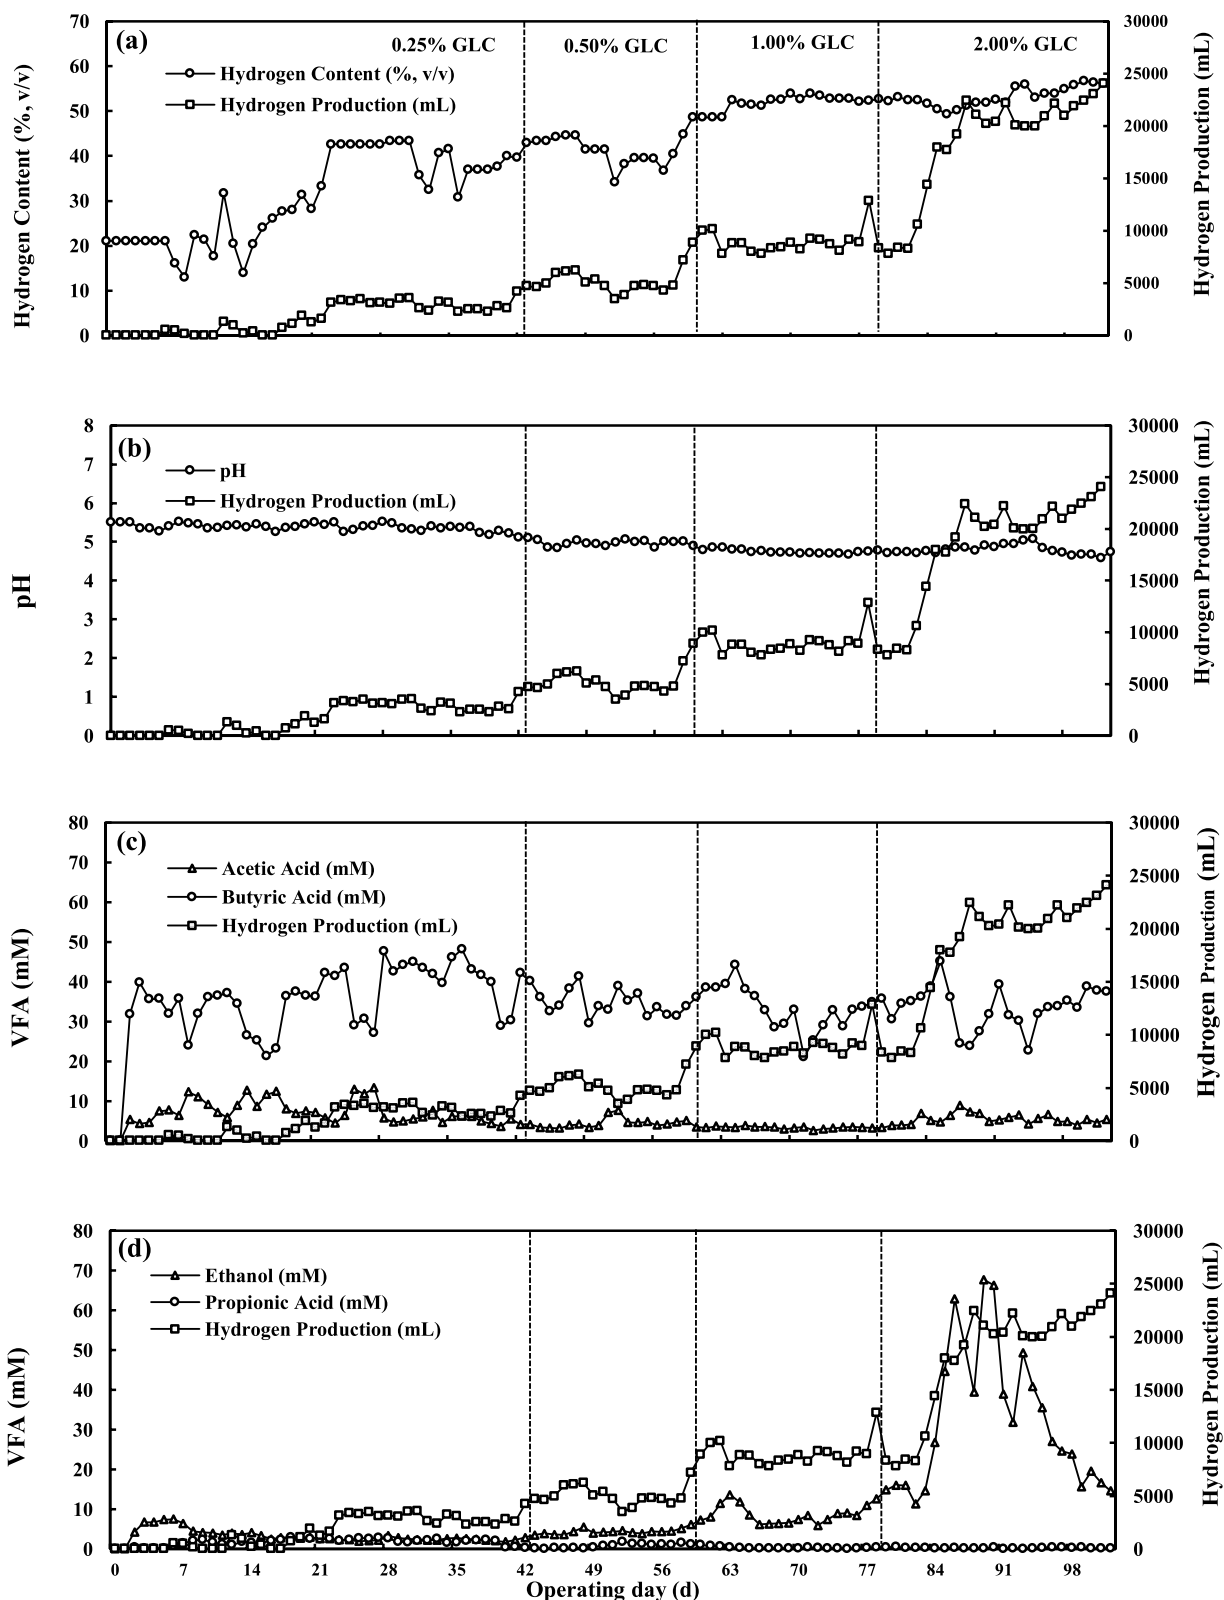 (a)
0.25% GLC 0.50% GLC 1.00% GLC 2.00% GLC
Hydrogen Content (%, v/v)
Hydrogen Production (mL)
Hydrogen Content (%, v/v)
70
60
50
40
30
20
10
0
30000
25000
20000
15000
10000
5000
0
Hydrogen Production (mL)
(b)
pH
Hydrogen Production (mL)
pH
8
7
6
5
4
3
2
1
0
30000
25000
20000
15000
10000
5000
0
Hydrogen Production (mL)
(c)
Acetic Acid (mM)
Butyric Acid (mM)
Hydrogen Production (mL)
VFA (mM)
80
70
60
50
40
30
20
10
0
30000
25000
20000
15000
10000
5000
0
Hydrogen Production (mL)
(d)
Ethanol (mM)
Propionic Acid (mM)
Hydrogen Production (mL)
VFA (mM)
80
70
60
50
40
30
20
10
0
30000
25000
20000
15000
10000
5000
0
Hydrogen Production (mL)
0 7 14 21 28 35 42 49 56 63 70 77 84 91 98
Operating day (d)